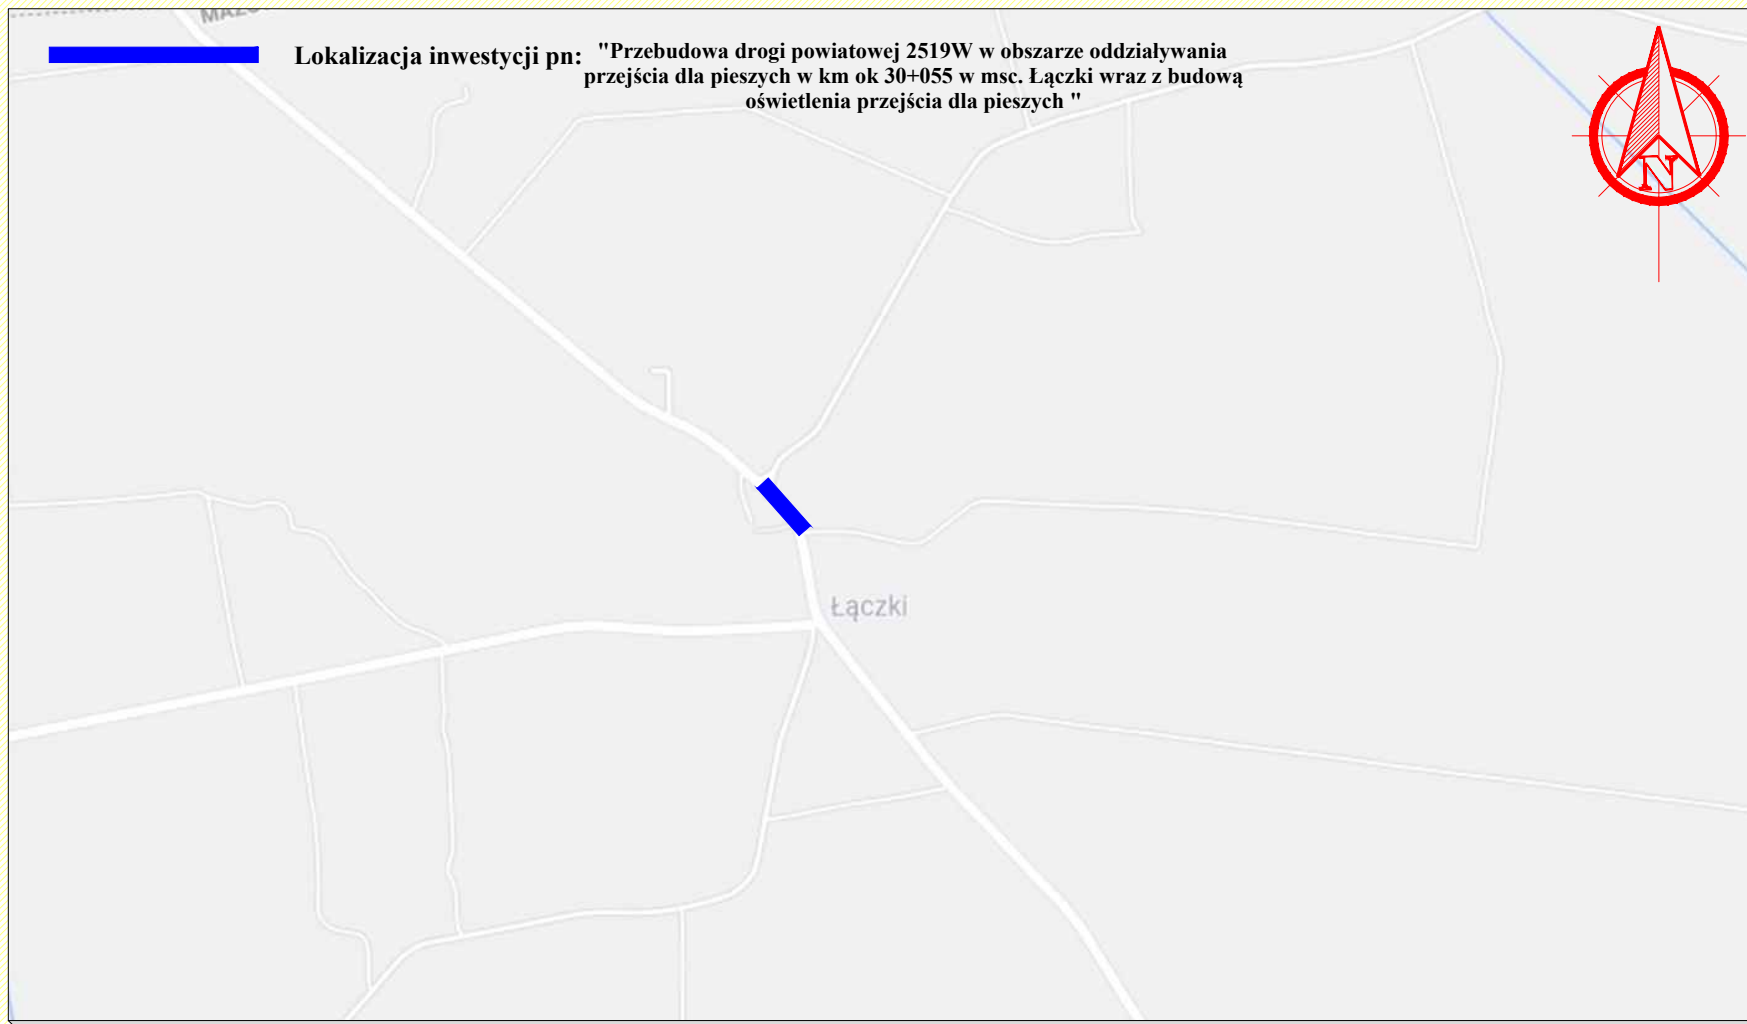 Lokalizacja inwestycji pn: "Przebudowa drogi powiatowej 2519W w obszarze oddziaływania
przejścia dla pieszych w km ok 30+055 w msc. Łączki wraz z budową
oświetlenia przejścia dla pieszych "
N
Łączki